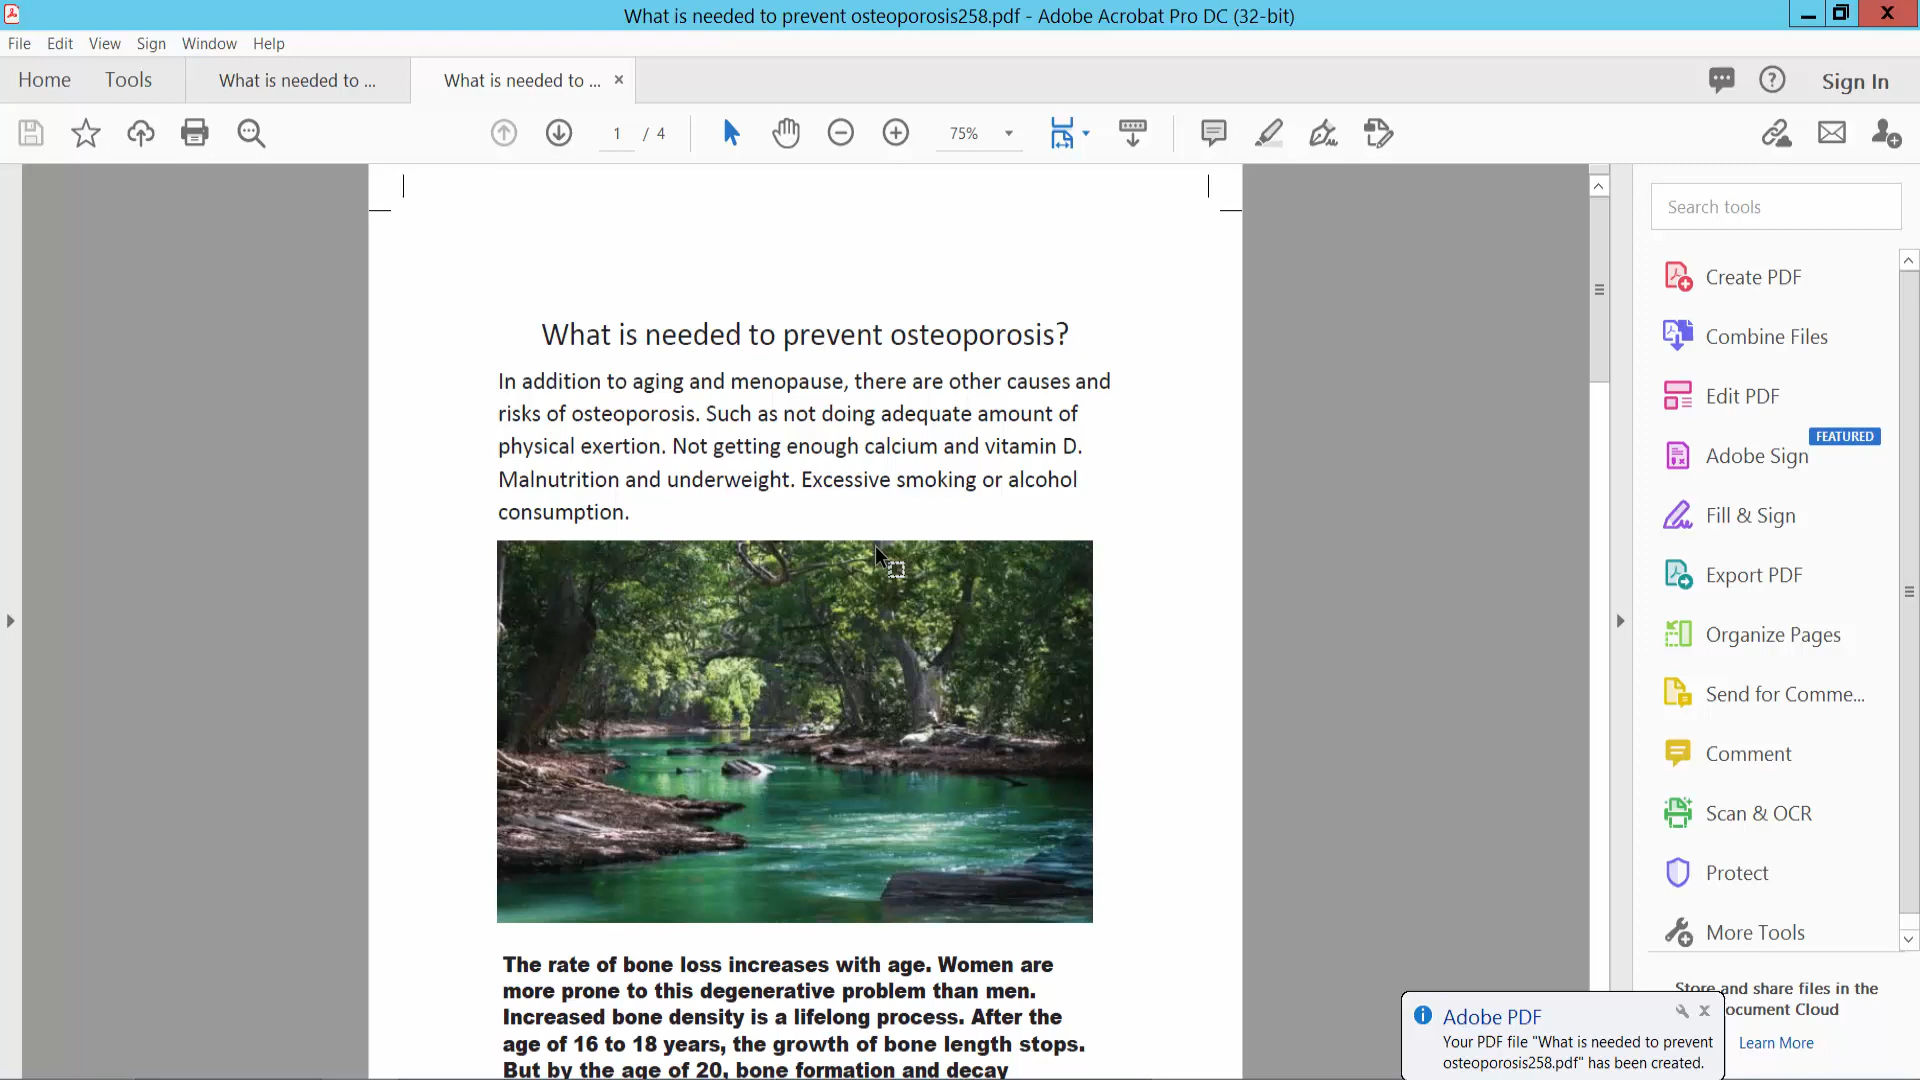 What is needed to prevent osteoporosis258.pdf - Adobe Acrobat Pro DC (32-bit)
File Edit View Sign Window Help
Home Tools What is needed to ... What is needed to ... × Sign In
1 / 4 75%
Search tools
What is needed to prevent osteoporosis?
In addition to aging and menopause, there are other causes and
risks of osteoporosis. Such as not doing adequate amount of
physical exertion. Not getting enough calcium and vitamin D.
Malnutrition and underweight. Excessive smoking or alcohol
consumption.
The rate of bone loss increases with age. Women are
more prone to this degenerative problem than men.
Increased bone density is a lifelong process. After the
age of 16 to 18 years, the growth of bone length stops.
But by the age of 20, bone formation and decay
Create PDF
Combine Files
Edit PDF
FEATURED
Adobe Sign
Fill & Sign
Export PDF
Organize Pages
Send for Comme...
Comment
Scan & OCR
Protect
More Tools
Store and share files in the
ocument Cloud
Learn More
Adobe PDF
Your PDF file "What is needed to prevent
osteoporosis258.pdf" has been created.